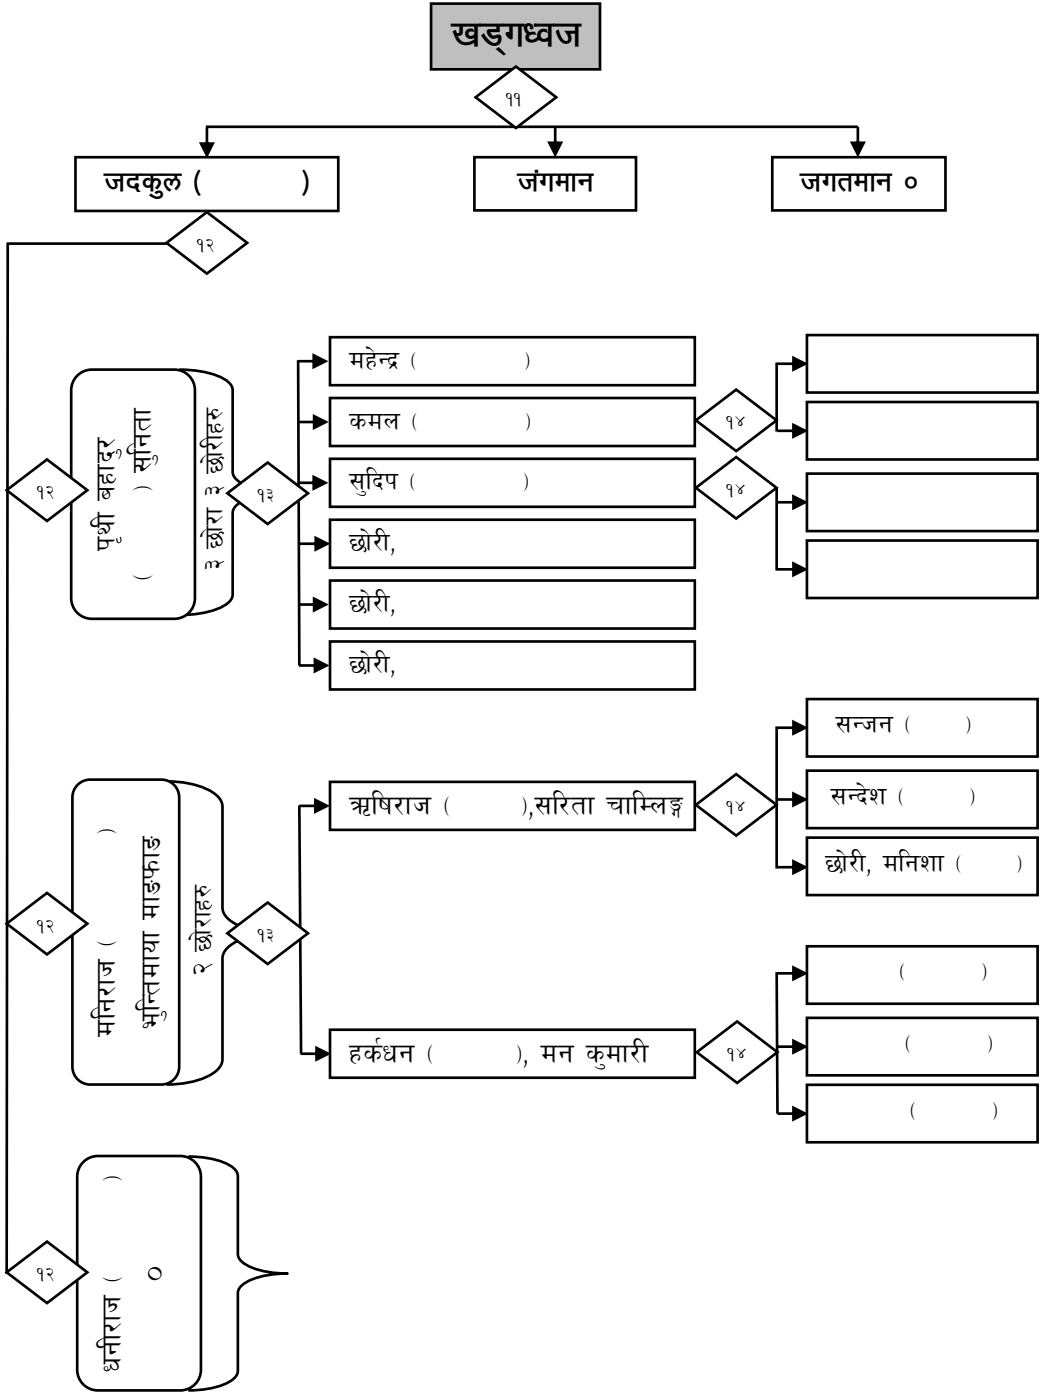 खड्गध्वज
११
जदकुल (          )
जंगमान
जगतमान ०
१२
१२
पृथी बहादुर
(          ) सुनिता
३ छोरा ३ छोरीहरु
१३
महेन्द्र (          )
कमल (          )
सुदिप (          )
छोरी,
छोरी,
छोरी,
१४
१४
१२
मनिराज (          )
भुन्तिमाया माङफाङ
२ छोराहरु
१३
ऋषिराज (       ),सरिता चाम्लिङ्ग
१४
सन्जन (     )
सन्देश (      )
छोरी, मनिशा (     )
हर्कधन (        ), मन कुमारी
१४
(       )
(       )
(       )
१२
धनीराज (          )
०